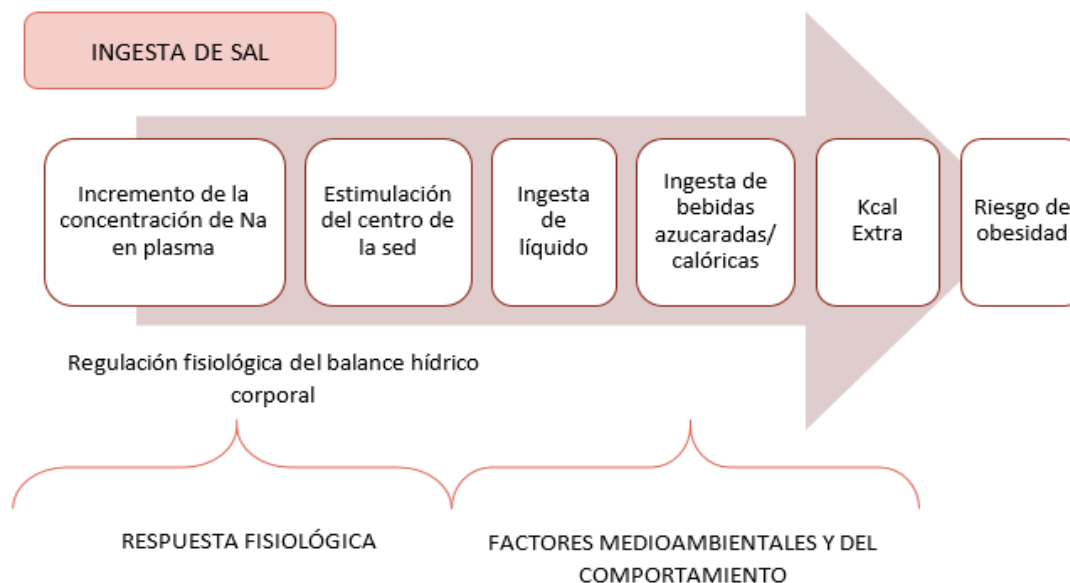 INGESTA DE SAL
Incremento de la
concentración de Na
en plasma
Estimulación
del centro de
la sed
Ingesta
de
líquido
Ingesta de
bebidas
azucaradas/
calóricas
Kcal
Extra
Riesgo de
obesidad
Regulación fisiológica del balance hídrico
corporal
RESPUESTA FISIOLÓGICA
FACTORES MEDIOAMBIENTALES Y DEL
COMPORTAMIENTO